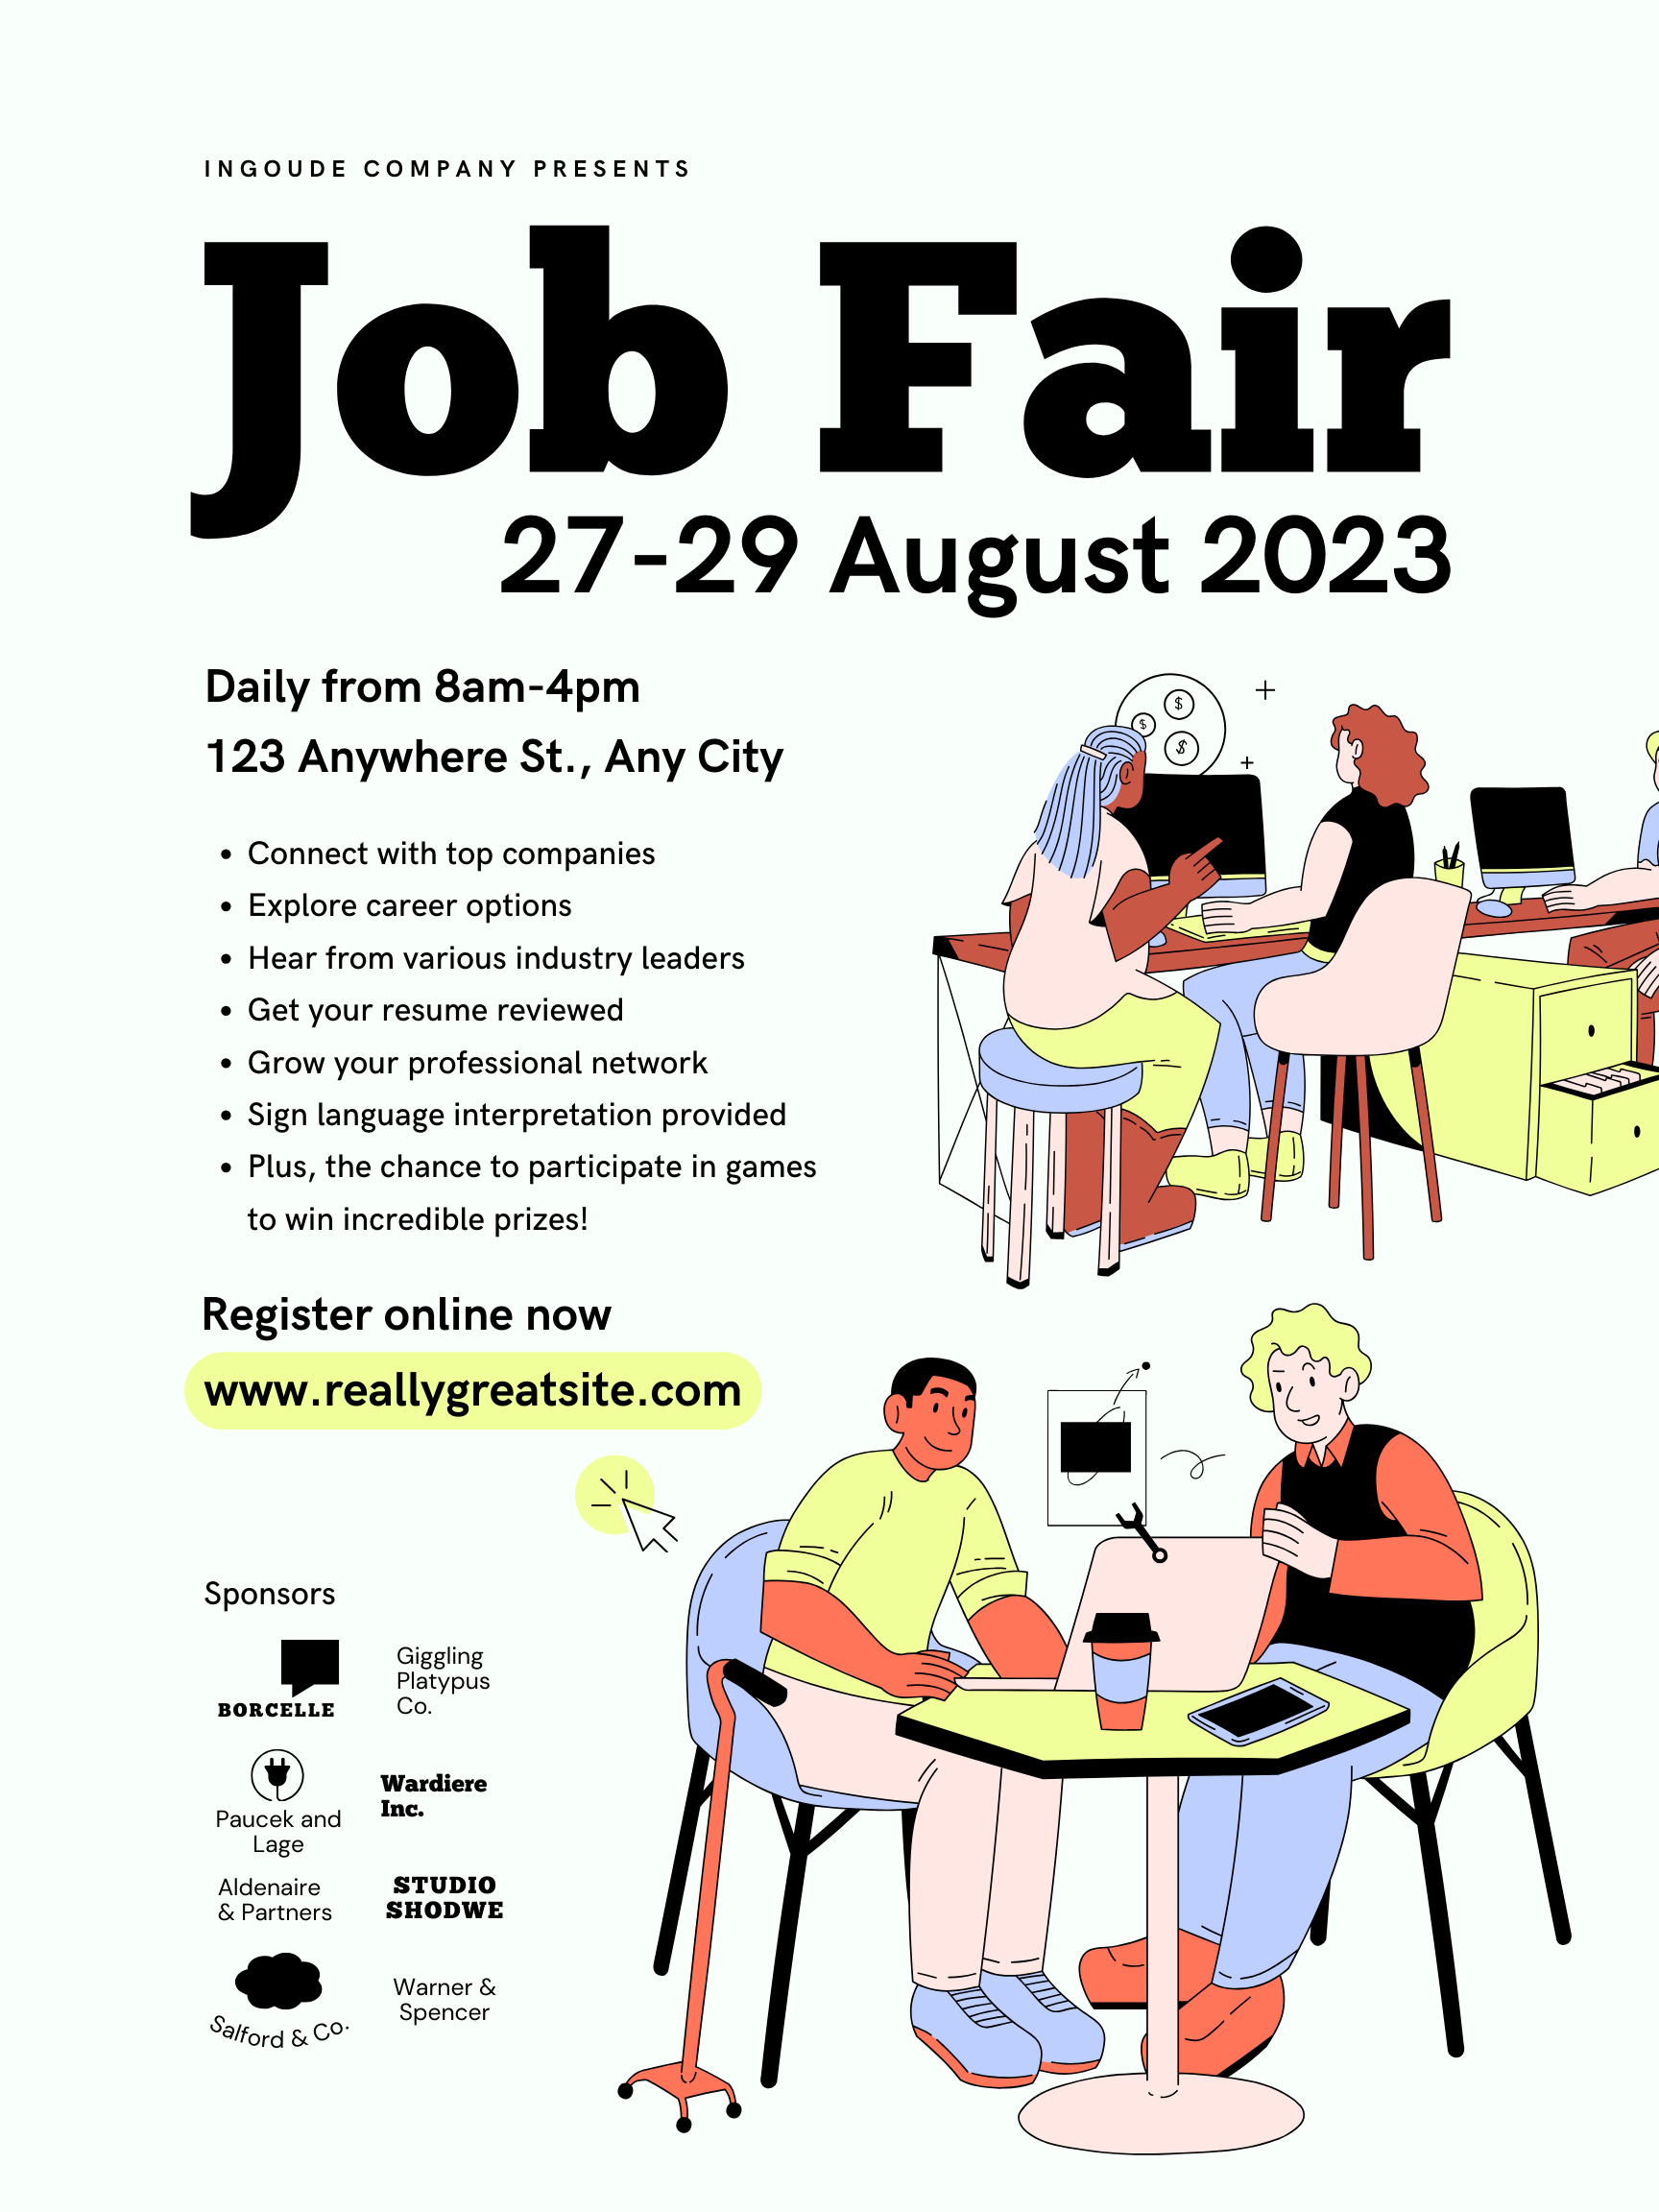 INGOUDE COMPANY PRESENTS
Job Fair
27-29 August 2023
Daily from 8am-4pm
123 Anywhere St., Any City
• Connect with top companies
• Explore career options
• Hear from various industry leaders
• Get your resume reviewed
• Grow your professional network
• Sign language interpretation provided
• Plus, the chance to participate in games
to win incredible prizes!
Register online now
www.reallygreatsite.com
Sponsors
BORCELLE
Giggling
Platypus
Co.
Paucek and
Lage
Wardiere
Inc.
Aldenaire
& Partners
STUDIO
SHODWE
Salford & Co.
Warner &
Spencer
$
$
$